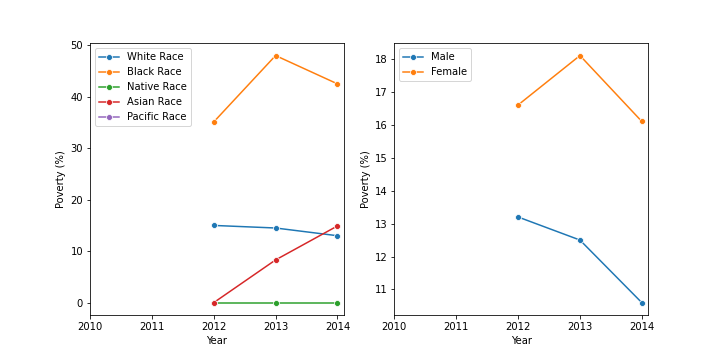 50
40
30
20
10
0
Poverty (%)
White Race
Black Race
Native Race
Asian Race
Pacific Race
2010 2011 2012 2013 2014
Year
18
17
16
15
14
13
12
11
Poverty (%)
Male
Female
2010 2011 2012 2013 2014
Year